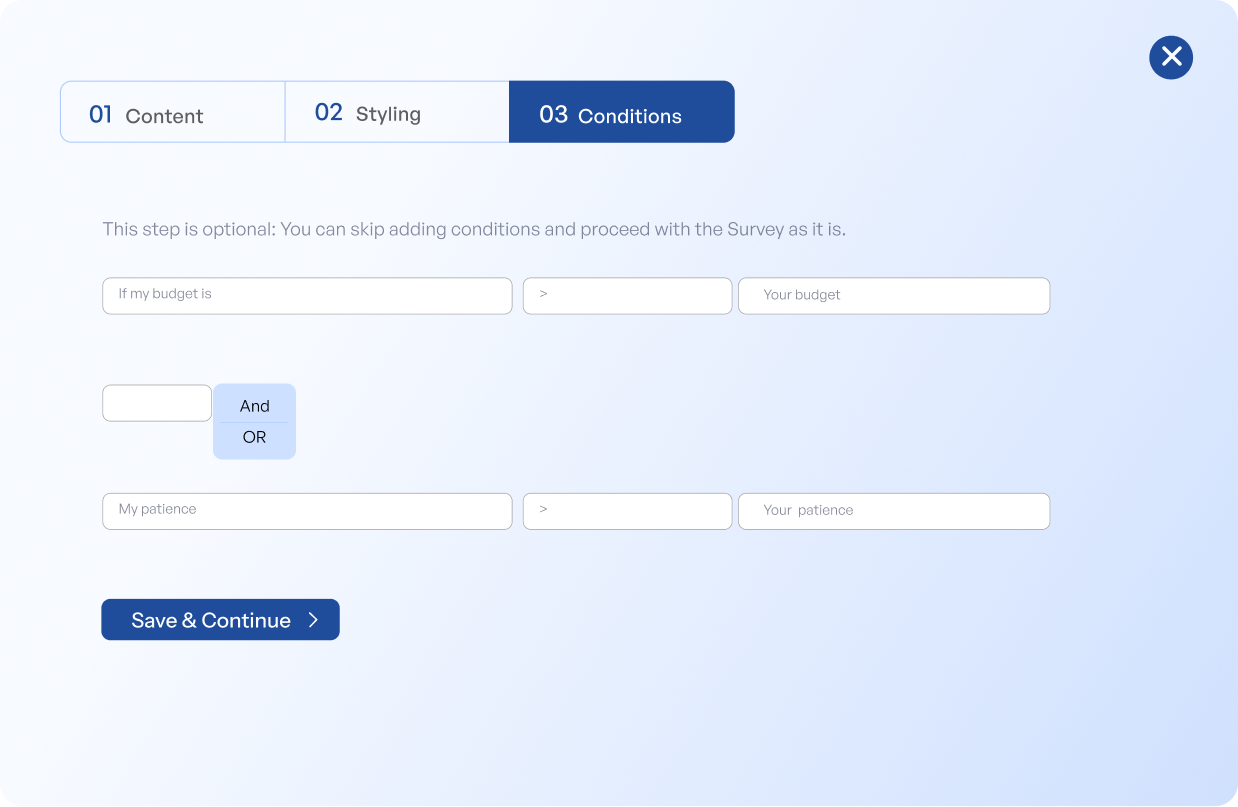 01 Content 02 Styling 03 Conditions
This step is optional: You can skip adding conditions and proceed with the Survey as it is.
If my budget is > Your budget
And
OR
My patience > Your patience
Save & Continue >